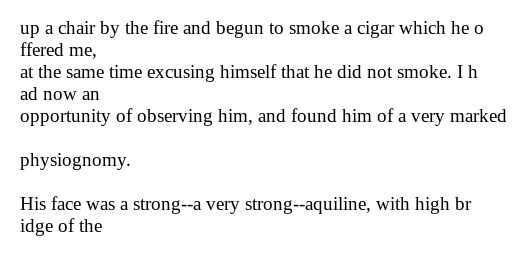 up a chair by the fire and begun to smoke a cigar which he o
ffered me,
at the same time excusing himself that he did not smoke. I h
ad now an
opportunity of observing him, and found him of a very marked
physiognomy.
His face was a strong--a very strong--aquiline, with high br
idge of the